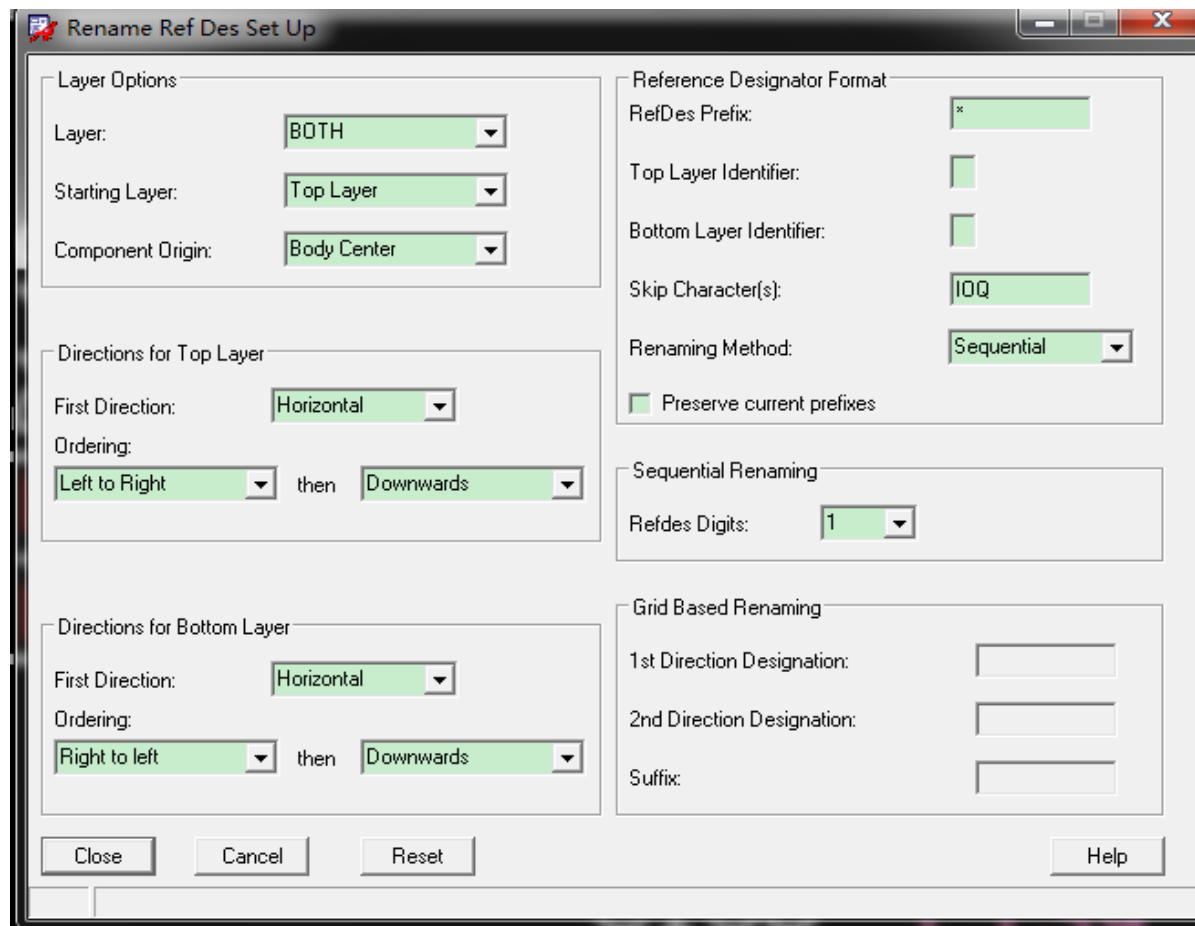 Rename Ref Des Set Up
Layer Options
Layer: BOTH
Starting Layer: Top Layer
Component Origin: Body Center
Directions for Top Layer
First Direction: Horizontal
Ordering:
Left to Right then Downwards
Directions for Bottom Layer
First Direction: Horizontal
Ordering:
Right to left then Downwards
Reference Designator Format
RefDes Prefix: *
Top Layer Identifier:
Bottom Layer Identifier:
Skip Character(s): IOQ
Renaming Method: Sequential
Preserve current prefixes
Sequential Renaming
Refdes Digits: 1
Grid Based Renaming
1st Direction Designation:
2nd Direction Designation:
Suffix:
Close Cancel Reset Help